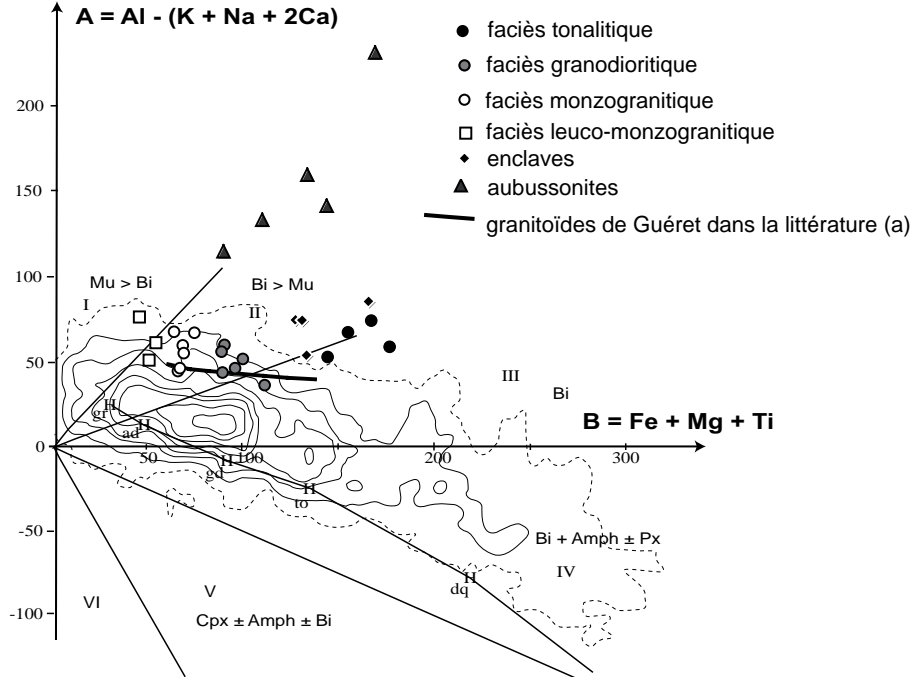 A = Al - (K + Na + 2Ca)
faciès tonalitique
faciès granodioritique
faciès monzogranitique
faciès leuco-monzogranitique
enclaves
aubussonites
granitoïdes de Guéret dans la littérature (a)
200
150
100
50
0
-50
-100
Mu > Bi
Bi > Mu
I
II
III
Bi
B = Fe + Mg + Ti
50
100
200
300
H
gr
H
ad
H
gd
H
to
H
dq
Bi + Amph ± Px
IV
V
VI
Cpx ± Amph ± Bi